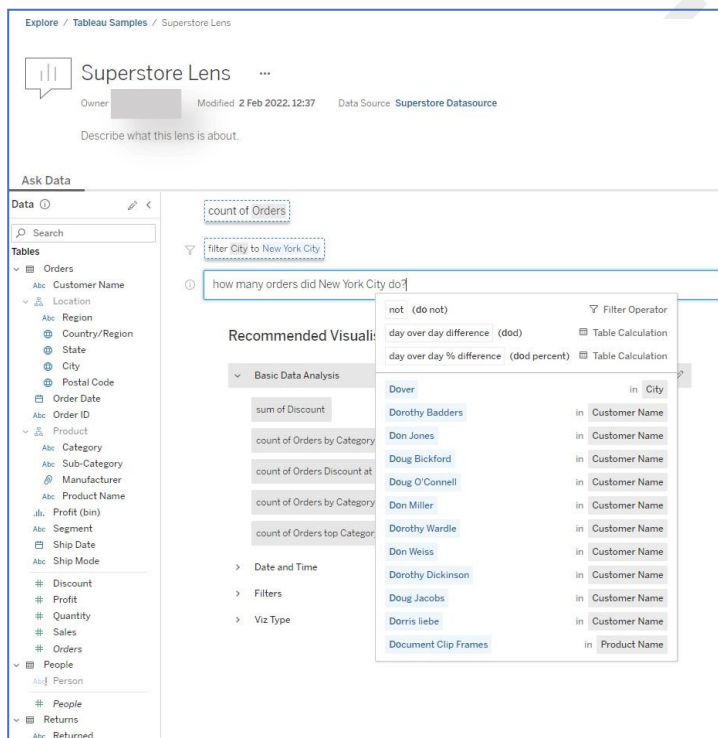 Explore / Tableau Samples / Superstore Lens
Superstore Lens ...
Owner Modified 2 Feb 2022, 12:37 Data Source Superstore Datasource
Describe what this lens is about.
Ask Data
Data
Search
Tables
Orders
Abc Customer Name
Location
Abc Region
Country/Region
State
City
Postal Code
Order Date
Abc Order ID
Product
Abc Category
Abc Sub-Category
Manufacturer
Abc Product Name
Profit (bin)
Abc Segment
Ship Date
Abc Ship Mode
# Discount
# Profit
# Quantity
# Sales
# Orders
People
Abc Person
# People
Returns
Abc Returned
count of Orders
filter City to New York City
how many orders did New York City do?
Recommended Visualis
Basic Data Analysis
sum of Discount
count of Orders by Category
count of Orders Discount at
count of Orders by Category
count of Orders top Categor
Date and Time
Filters
Viz Type
not (do not) Filter Operator
day over day difference (dod) Table Calculation
day over day % difference (dod percent) Table Calculation
Dover in City
Dorothy Badders in Customer Name
Don Jones in Customer Name
Doug Bickford in Customer Name
Doug O'Connell in Customer Name
Don Miller in Customer Name
Dorothy Wardle in Customer Name
Don Weiss in Customer Name
Dorothy Dickinson in Customer Name
Doug Jacobs in Customer Name
Dorris liebe in Customer Name
Document Clip Frames in Product Name